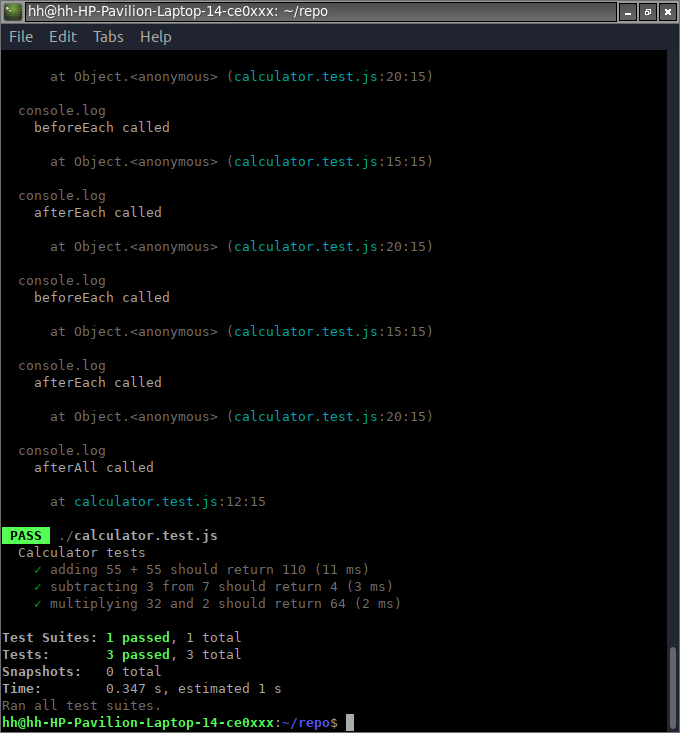 hh@hh-HP-Pavilion-Laptop-14-ce0xxx: ~/repo
File Edit Tabs Help
at Object.<anonymous> (calculator.test.js:20:15)
console.log
beforeEach called
at Object.<anonymous> (calculator.test.js:15:15)
console.log
afterEach called
at Object.<anonymous> (calculator.test.js:20:15)
console.log
beforeEach called
at Object.<anonymous> (calculator.test.js:15:15)
console.log
afterEach called
at Object.<anonymous> (calculator.test.js:20:15)
console.log
afterAll called
at calculator.test.js:12:15
PASS ./calculator.test.js
Calculator tests
✓ adding 55 + 55 should return 110 (11 ms)
✓ subtracting 3 from 7 should return 4 (3 ms)
✓ multiplying 32 and 2 should return 64 (2 ms)
Test Suites: 1 passed, 1 total
Tests: 3 passed, 3 total
Snapshots: 0 total
Time: 0.347 s, estimated 1 s
Ran all test suites.
hh@hh-HP-Pavilion-Laptop-14-ce0xxx:~/repo$